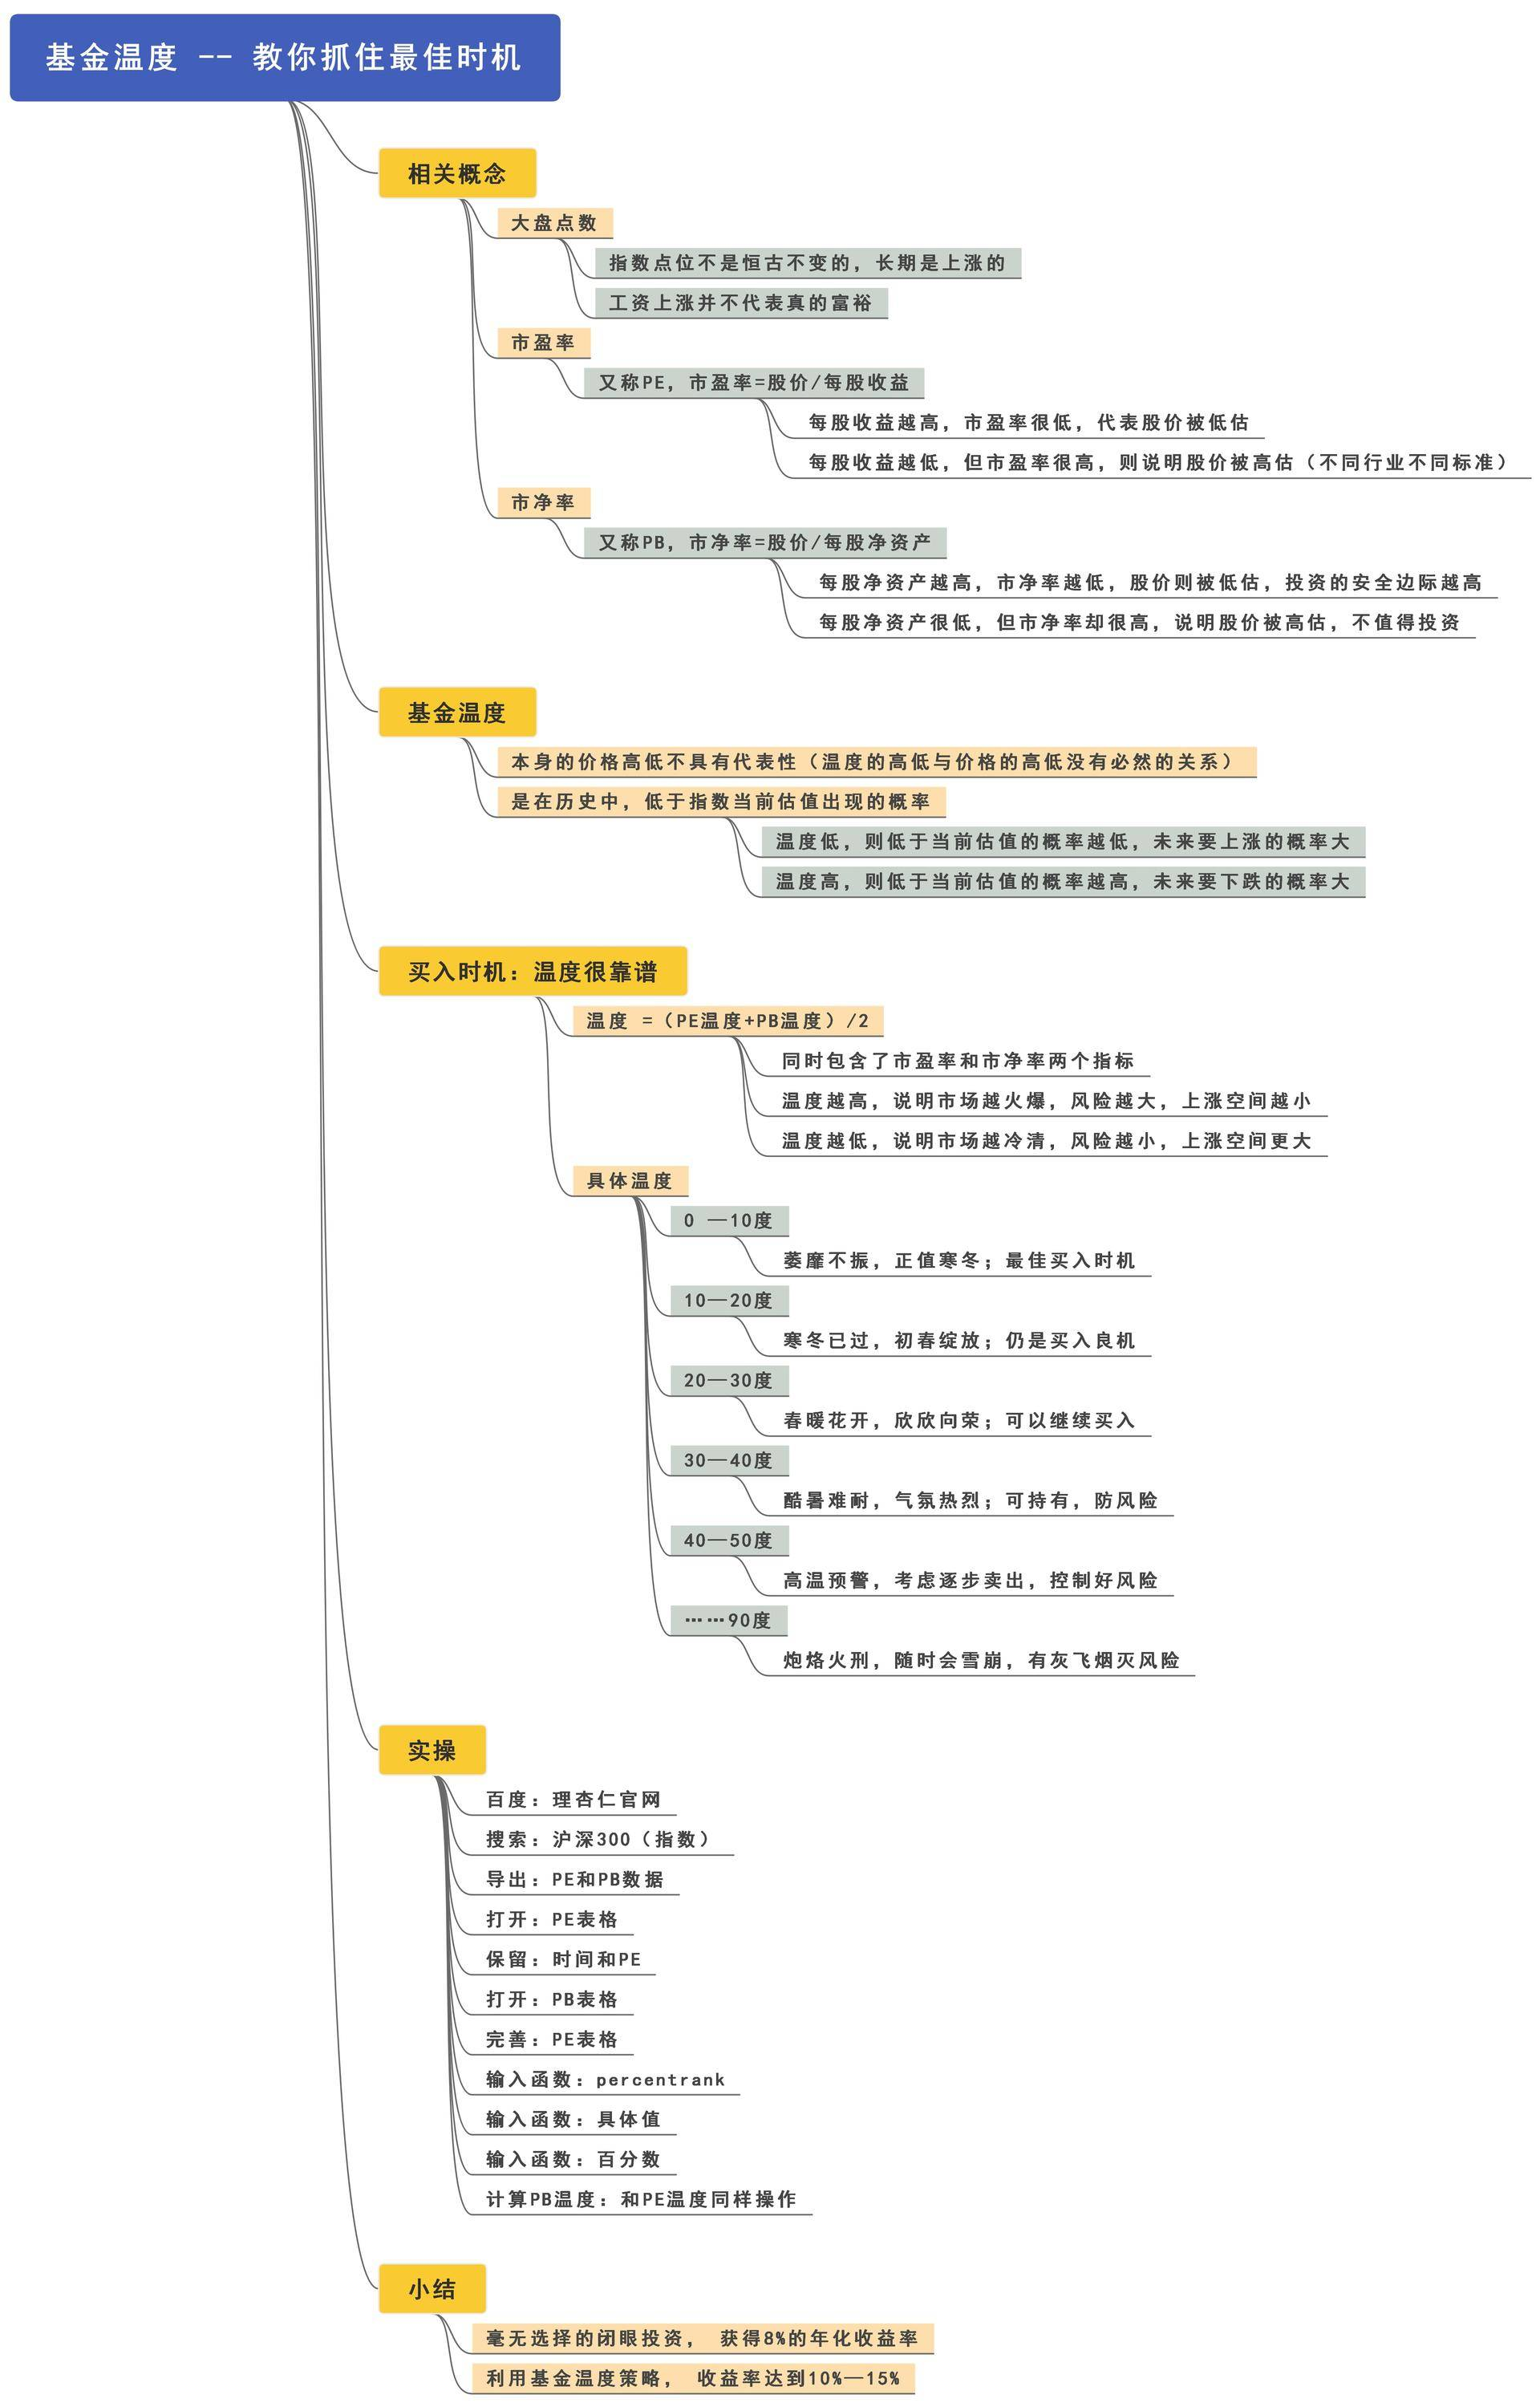 基金温度 -- 教你抓住最佳时机
相关概念
大盘点数
指数点位不是恒古不变的，长期是上涨的
工资上涨并不代表真的富裕
市盈率
又称PE，市盈率=股价/每股收益
每股收益越高，市盈率很低，代表股价被低估
每股收益越低，但市盈率很高，则说明股价被高估（不同行业不同标准）
市净率
又称PB，市净率=股价/每股净资产
每股净资产越高，市净率越低，股价则被低估，投资的安全边际越高
每股净资产很低，但市净率却很高，说明股价被高估，不值得投资
基金温度
本身的价格高低不具有代表性（温度的高低与价格的高低没有必然的关系）
是在历史中，低于指数当前估值出现的概率
温度低，则低于当前估值的概率越低，未来要上涨的概率大
温度高，则低于当前估值的概率越高，未来要下跌的概率大
买入时机：温度很靠谱
温度 =（PE温度+PB温度）/2
同时包含了市盈率和市净率两个指标
温度越高，说明市场越火爆，风险越大，上涨空间越小
温度越低，说明市场越冷清，风险越小，上涨空间更大
具体温度
0 —10度
萎靡不振，正值寒冬；最佳买入时机
10—20度
寒冬已过，初春绽放；仍是买入良机
20—30度
春暖花开，欣欣向荣；可以继续买入
30—40度
酷暑难耐，气氛热烈；可持有，防风险
40—50度
高温预警，考虑逐步卖出，控制好风险
……90度
炮烙火刑，随时会雪崩，有灰飞烟灭风险
实操
百度：理杏仁官网
搜索：沪深300（指数）
导出：PE和PB数据
打开：PE表格
保留：时间和PE
打开：PB表格
完善：PE表格
输入函数：percentrank
输入函数：具体值
输入函数：百分数
计算PB温度：和PE温度同样操作
小结
毫无选择的闭眼投资， 获得8%的年化收益率
利用基金温度策略， 收益率达到10%—15%